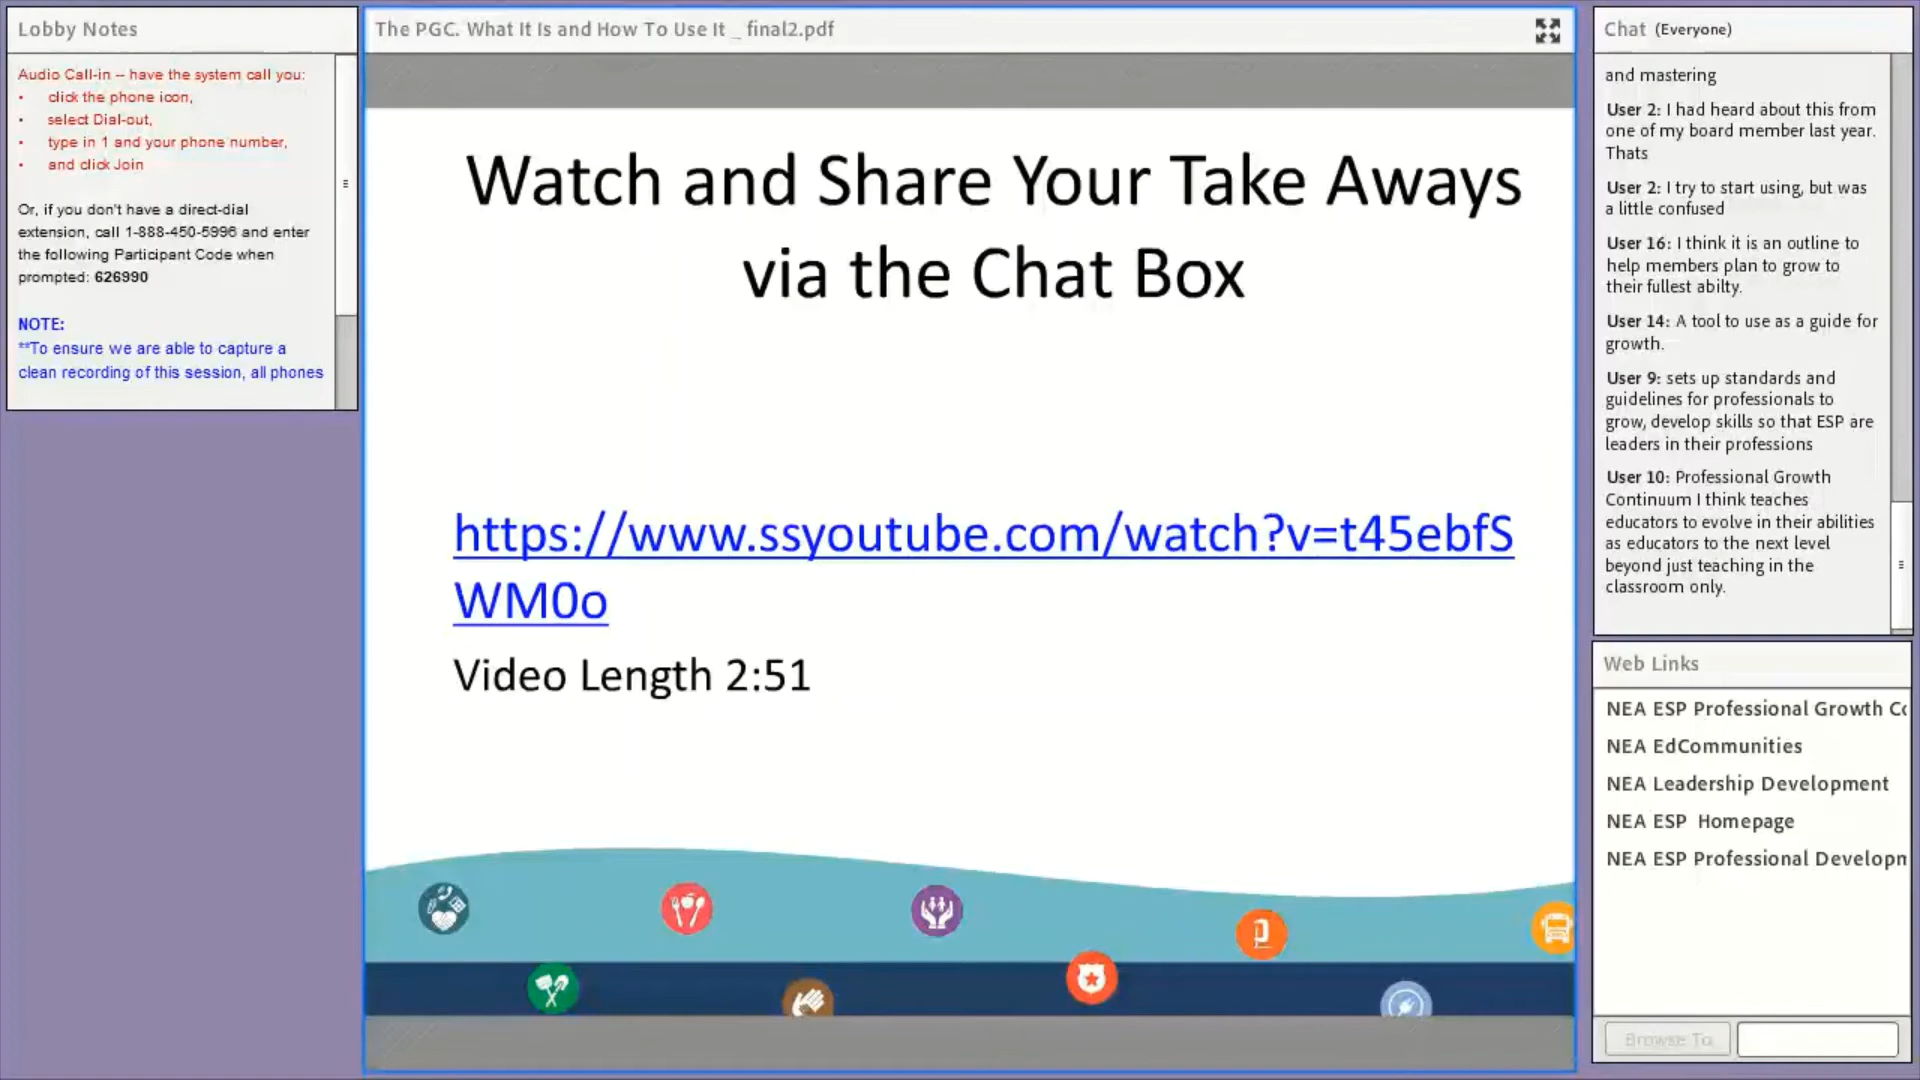 Lobby Notes
Audio Call-in -- have the system call you:
• click the phone icon,
• select Dial-out,
• type in 1 and your phone number,
• and click Join
Or, if you don't have a direct-dial
extension, call 1-888-450-5996 and enter
the following Participant Code when
prompted: 626990
NOTE:
**To ensure we are able to capture a
clean recording of this session, all phones
The PGC. What It Is and How To Use It _ final2.pdf
Watch and Share Your Take Aways
via the Chat Box
https://www.ssyoutube.com/watch?v=t45ebfS
WM0o
Video Length 2:51
Chat (Everyone)
and mastering
User 2: I had heard about this from
one of my board member last year.
Thats
User 2: I try to start using, but was
a little confused
User 16: I think it is an outline to
help members plan to grow to
their fullest abilty.
User 14: A tool to use as a guide for
growth.
User 9: sets up standards and
guidelines for professionals to
grow, develop skills so that ESP are
leaders in their professions
User 10: Professional Growth
Continuum I think teaches
educators to evolve in their abilities
as educators to the next level
beyond just teaching in the
classroom only.
Web Links
NEA ESP Professional Growth Co
NEA EdCommunities
NEA Leadership Development
NEA ESP Homepage
NEA ESP Professional Developm
Browse To